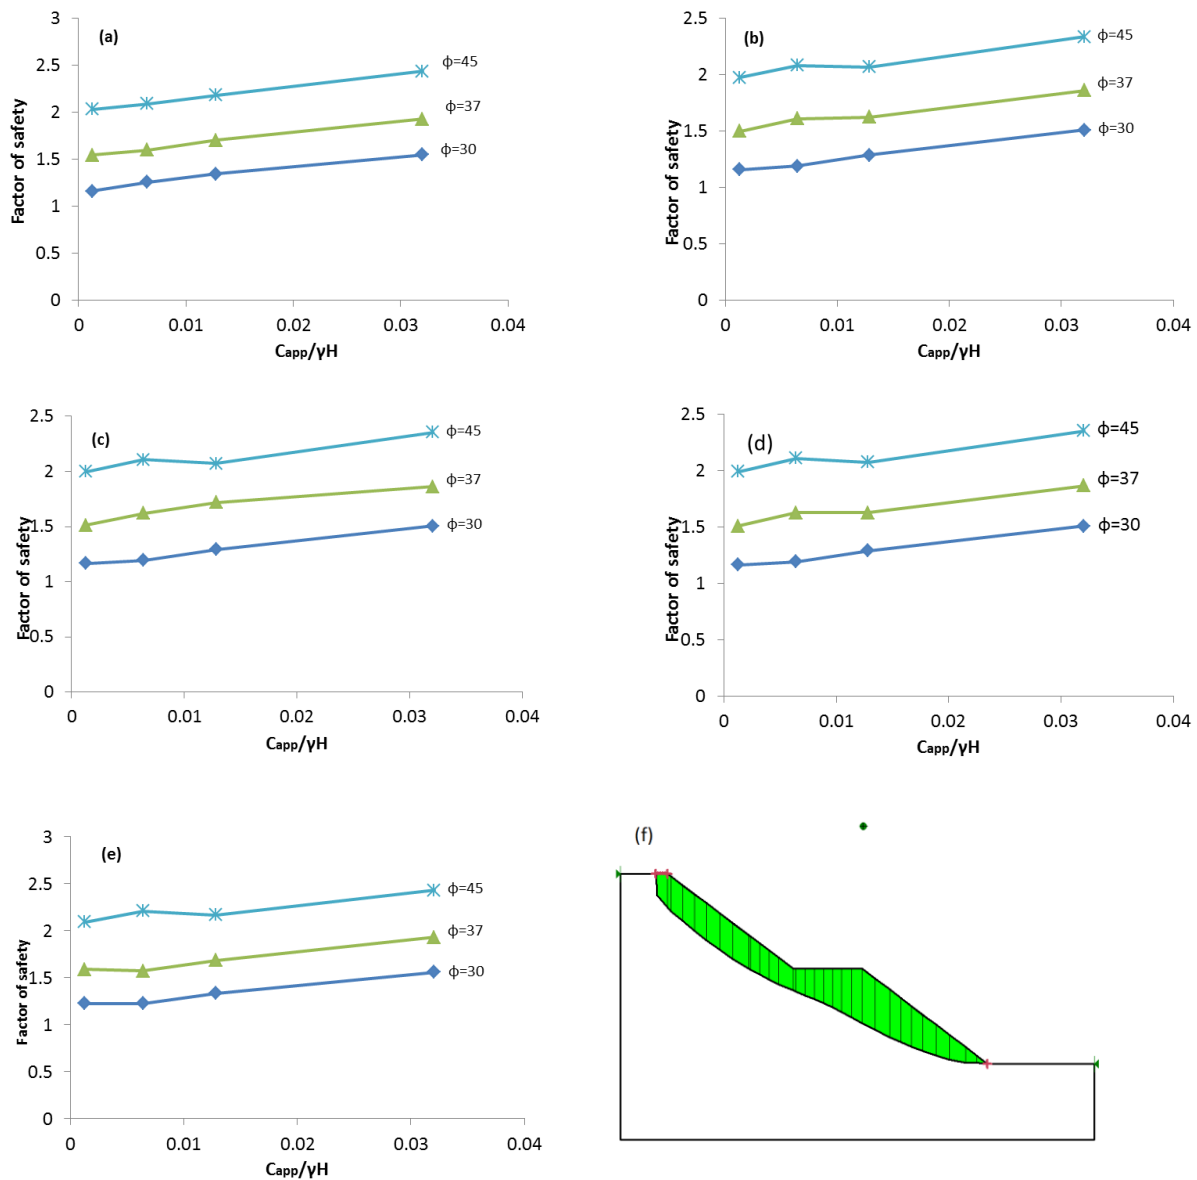 (a)
3
2.5
2
1.5
1
0.5
0
0 0.01 0.02 0.03 0.04
Factor of safety
Capp/γH
ϕ=45
ϕ=37
ϕ=30
(b)
2.5
2
1.5
1
0.5
0
0 0.01 0.02 0.03 0.04
Factor of safety
Capp/γH
ϕ=45
ϕ=37
ϕ=30
(c)
2.5
2
1.5
1
0.5
0
0 0.01 0.02 0.03 0.04
Factor of safety
Capp/γH
ϕ=45
ϕ=37
ϕ=30
(d)
2.5
2
1.5
1
0.5
0
0 0.01 0.02 0.03 0.04
Factor of safety
Capp/γH
ϕ=45
ϕ=37
ϕ=30
(e)
3
2.5
2
1.5
1
0.5
0
0 0.01 0.02 0.03 0.04
Factor of safety
Capp/γH
ϕ=45
ϕ=37
ϕ=30
(f)